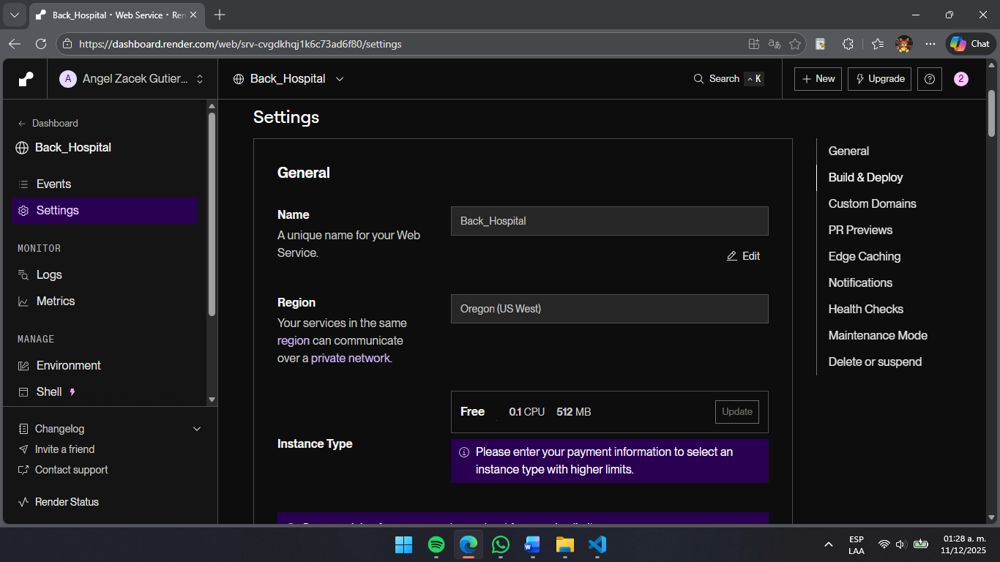 Back_Hospital · Web Service · Ren
https://dashboard.render.com/web/srv-cvgdkhqj1k6c73ad6f80/settings
Chat
A
Angel Zacek Gutier...
Back_Hospital
Search
K
New
Upgrade
2
Dashboard
Back_Hospital
Events
Settings
MONITOR
Logs
Metrics
MANAGE
Environment
Shell
Changelog
Invite a friend
Contact support
Render Status
Settings
General
Name
A unique name for your Web
Service.
Back_Hospital
Edit
Region
Your services in the same
region can communicate
over a private network.
Oregon (US West)
Instance Type
Free 0.1 CPU 512 MB
Update
Please enter your payment information to select an
instance type with higher limits.
General
Build & Deploy
Custom Domains
PR Previews
Edge Caching
Notifications
Health Checks
Maintenance Mode
Delete or suspend
ESP
LAA
01:28 a. m.
11/12/2025